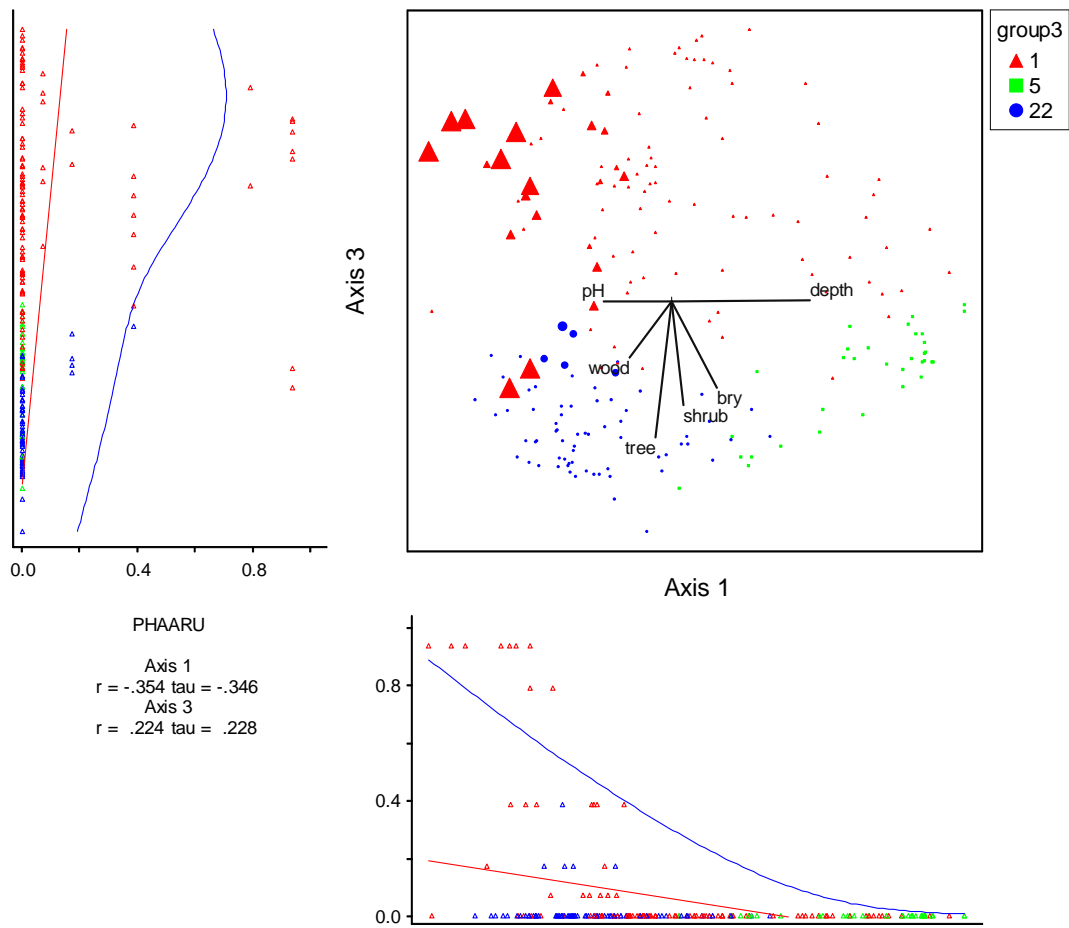 group3
1
5
22
Axis 3
pH
depth
wood
bry
shrub
tree
0.0
0.4
0.8
Axis 1
PHAARU
Axis 1
r = -.354 tau = -.346
Axis 3
r = .224 tau = .228
0.8
0.4
0.0